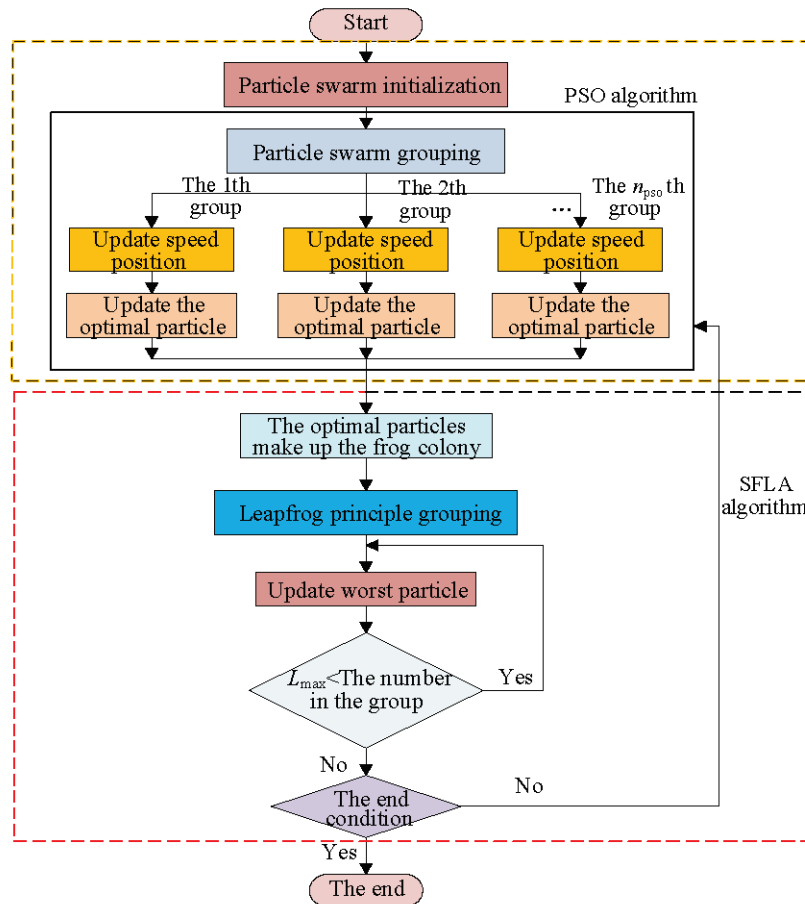 Start
Particle swarm initialization
PSO algorithm
Particle swarm grouping
The 1th
group
The 2th
group
...
The n_pso th
group
Update speed
position
Update speed
position
Update speed
position
Update the
optimal particle
Update the
optimal particle
Update the
optimal particle
The optimal particles
make up the frog colony
SFLA
algorithm
Leapfrog principle grouping
Update worst particle
L_max<The number
in the group
Yes
No
The end
condition
No
Yes
The end